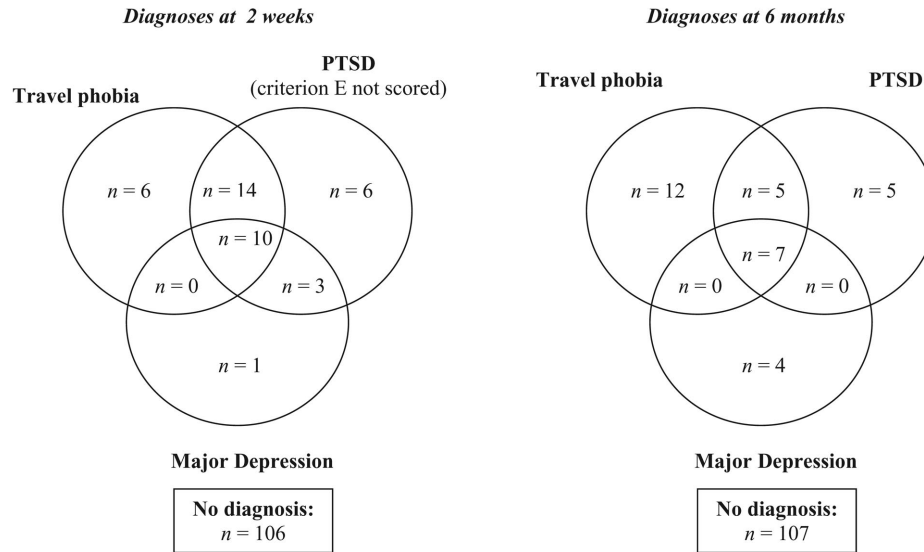 Diagnoses at 2 weeks
PTSD
(criterion E not scored)
Travel phobia
n = 6
n = 14
n = 6
n = 10
n = 0
n = 3
n = 1
Major Depression
No diagnosis:
n = 106
Diagnoses at 6 months
Travel phobia
PTSD
n = 12
n = 5
n = 5
n = 7
n = 0
n = 0
n = 4
Major Depression
No diagnosis:
n = 107